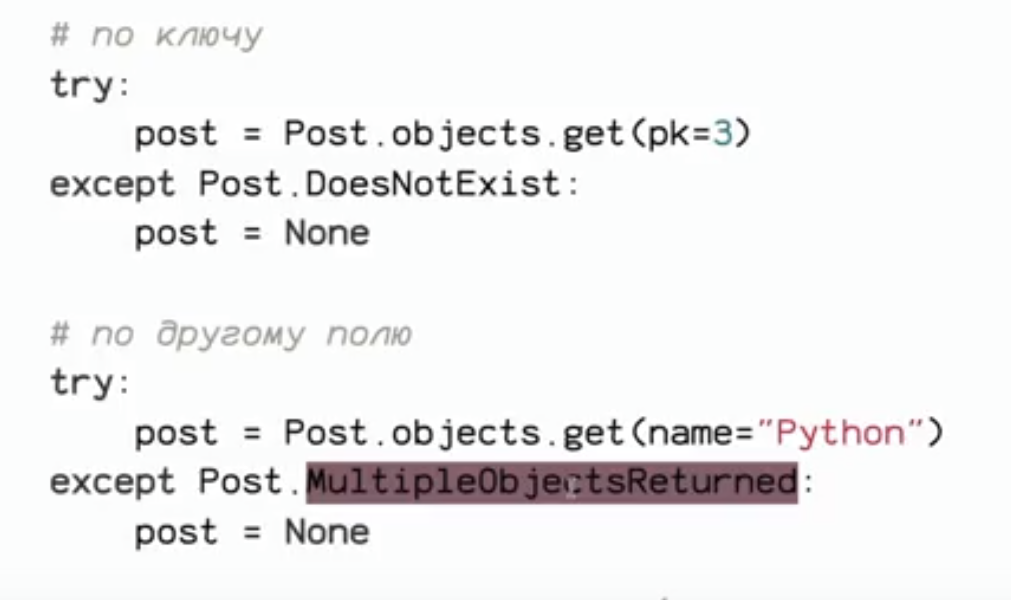 # по ключу
try:
    post = Post.objects.get(pk=3)
except Post.DoesNotExist:
    post = None
# по другому полю
try:
    post = Post.objects.get(name="Python")
except Post.MultipleObjectsReturned:
    post = None